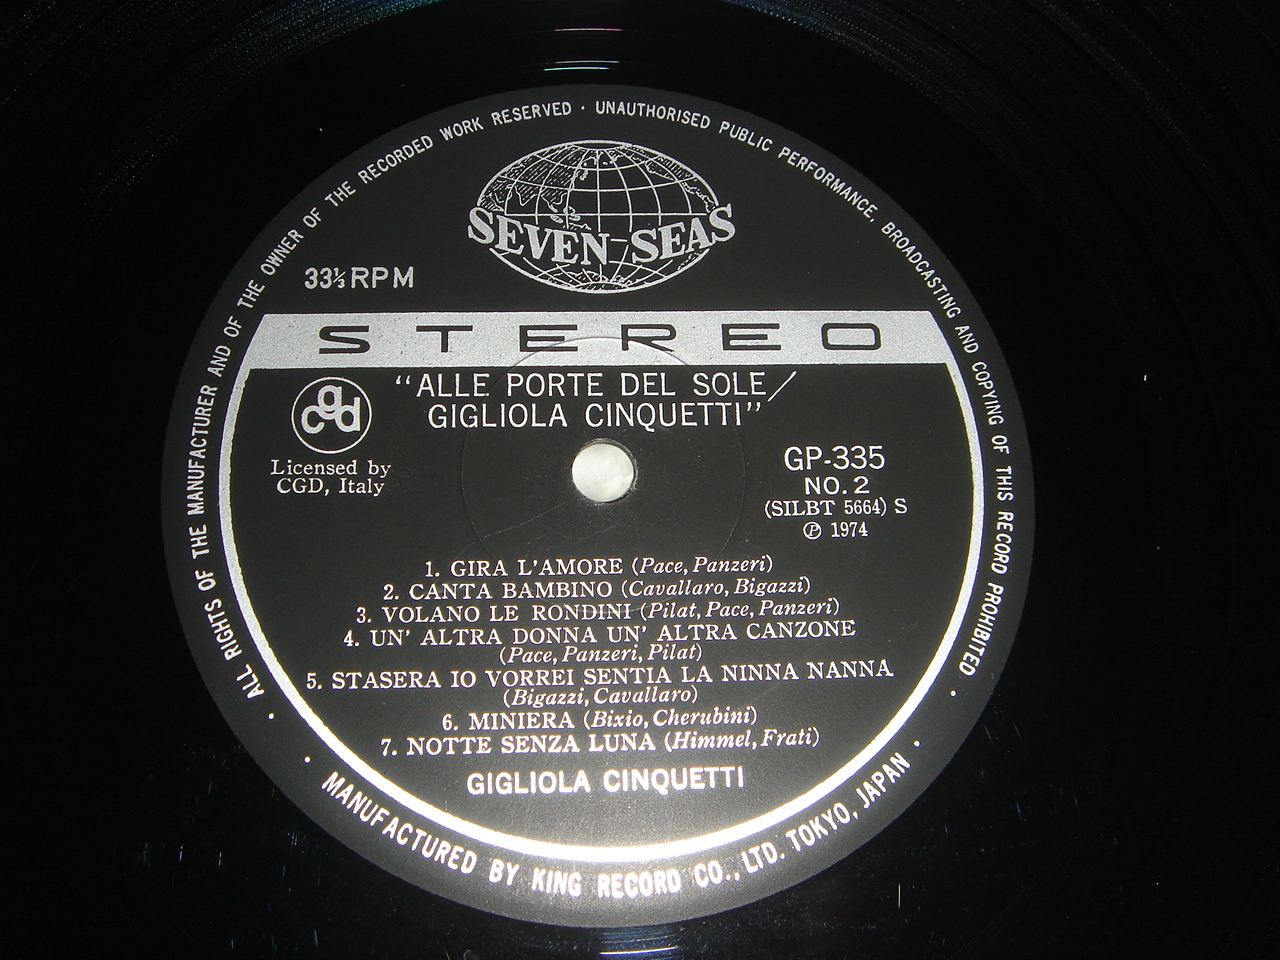 ALL RIGHTS OF THE MANUFACTURER AND OF THE OWNER OF THE RECORDED WORK RESERVED · UNAUTHORISED PUBLIC PERFORMANCE, BROADCASTING AND COPYING OF THIS RECORD PROHIBITED ·
SEVEN SEAS
33⅓ RPM
STEREO
"ALLE PORTE DEL SOLE/
GIGLIOLA CINQUETTI"
cgd
Licensed by
CGD, Italy
GP-335
NO. 2
(SILBT 5664) S
Ⓟ 1974
1. GIRA L'AMORE (Pace, Panzeri)
2. CANTA BAMBINO (Cavallaro, Bigazzi)
3. VOLANO LE RONDINI (Pilat, Pace, Panzeri)
4. UN' ALTRA DONNA UN' ALTRA CANZONE
(Pace, Panzeri, Pilat)
5. STASERA IO VORREI SENTIA LA NINNA NANNA
(Bigazzi, Cavallaro)
6. MINIERA (Bixio, Cherubini)
7. NOTTE SENZA LUNA (Himmel, Frati)
GIGLIOLA CINQUETTI
· MANUFACTURED BY KING RECORD CO., LTD. TOKYO, JAPAN ·